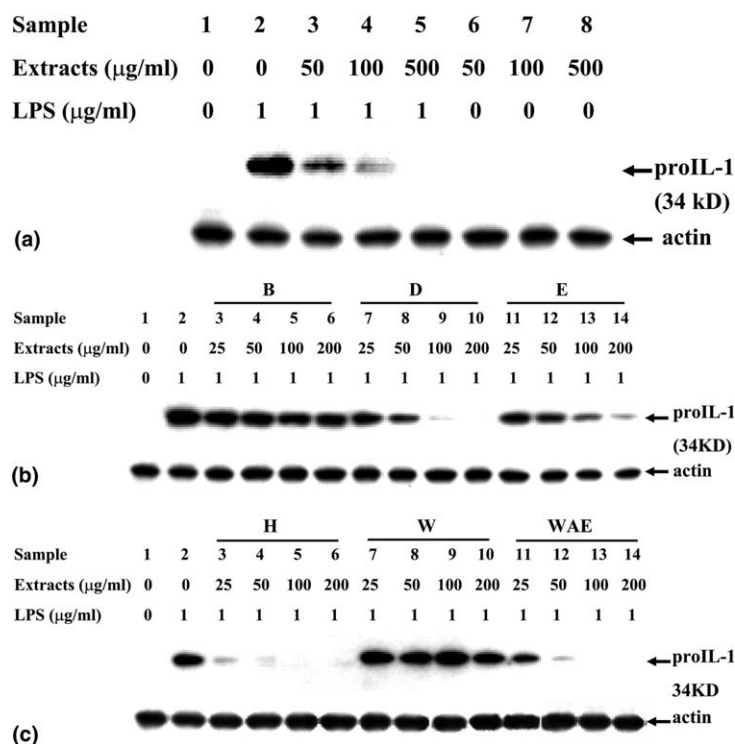 Sample 1 2 3 4 5 6 7 8
Extracts (μg/ml) 0 0 50 100 500 50 100 500
LPS (μg/ml) 0 1 1 1 1 0 0 0
proIL-1
(34 kD)
(a) actin
B D E
Sample 1 2 3 4 5 6 7 8 9 10 11 12 13 14
Extracts (μg/ml) 0 0 25 50 100 200 25 50 100 200 25 50 100 200
LPS (μg/ml) 0 1 1 1 1 1 1 1 1 1 1 1 1 1
proIL-1
(34KD)
(b) actin
H W WAE
Sample 1 2 3 4 5 6 7 8 9 10 11 12 13 14
Extracts (μg/ml) 0 0 25 50 100 200 25 50 100 200 25 50 100 200
LPS (μg/ml) 0 1 1 1 1 1 1 1 1 1 1 1 1 1
proIL-1
34KD
actin
(c)